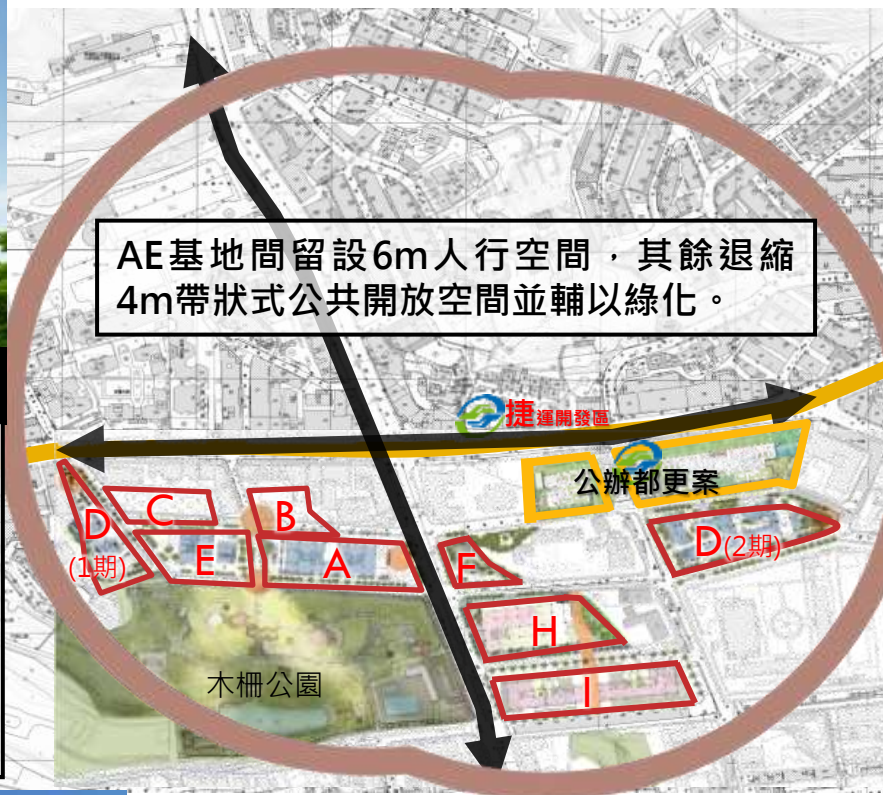 AE基地間留設6m人行空間，其餘退縮
4m帶狀式公共開放空間並輔以綠化。
捷運開發區
公辦都更案
D
(1期)
C
B
E
A
F
D(2期)
H
I
木柵公園